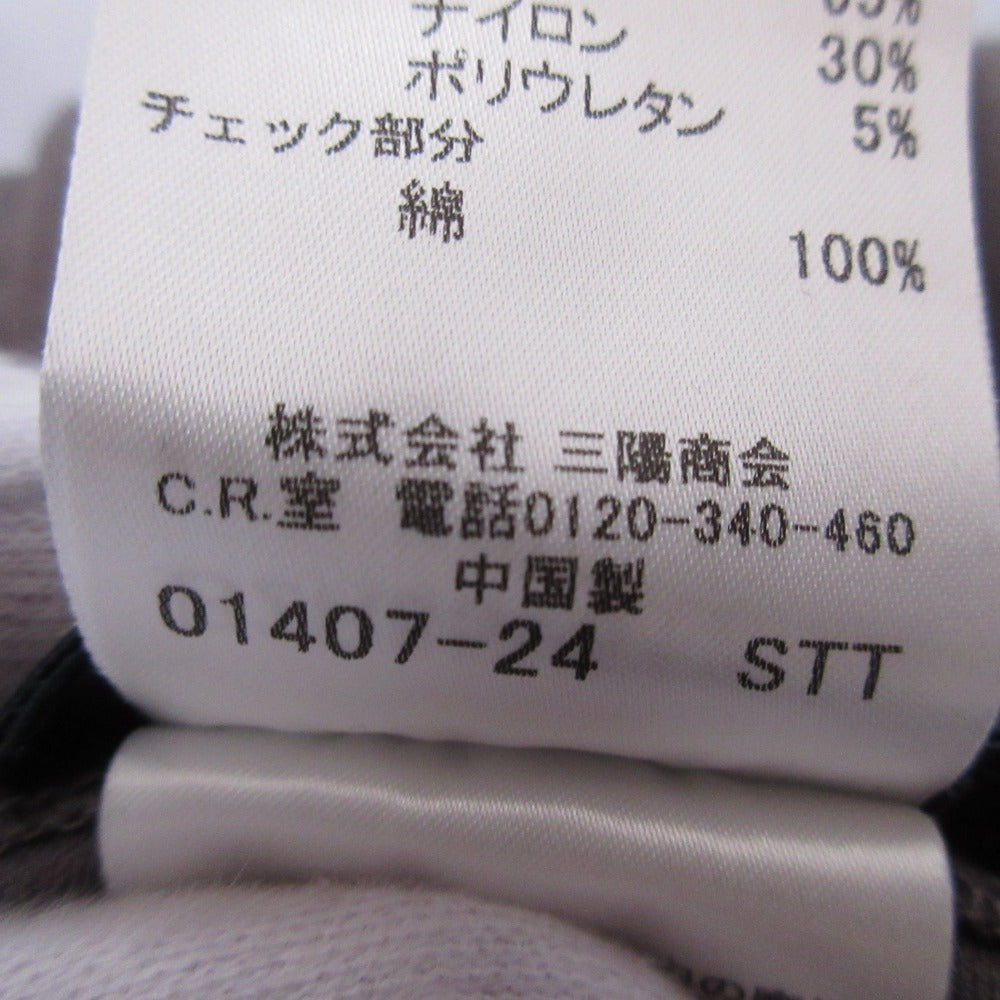 ナイロン 30%
ポリウレタン 5%
チェック部分
綿 100%
株式会社 三陽商会
C.R.室 電話0120-340-460
中国製
01407-24 STT